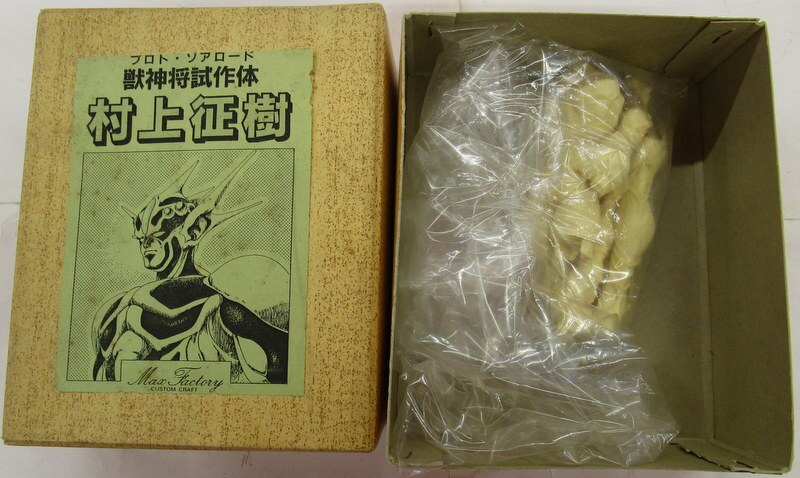 プロト・ゾアロード
獣神将試作体
村上征樹
Max Factory
CUSTOM CRAFT